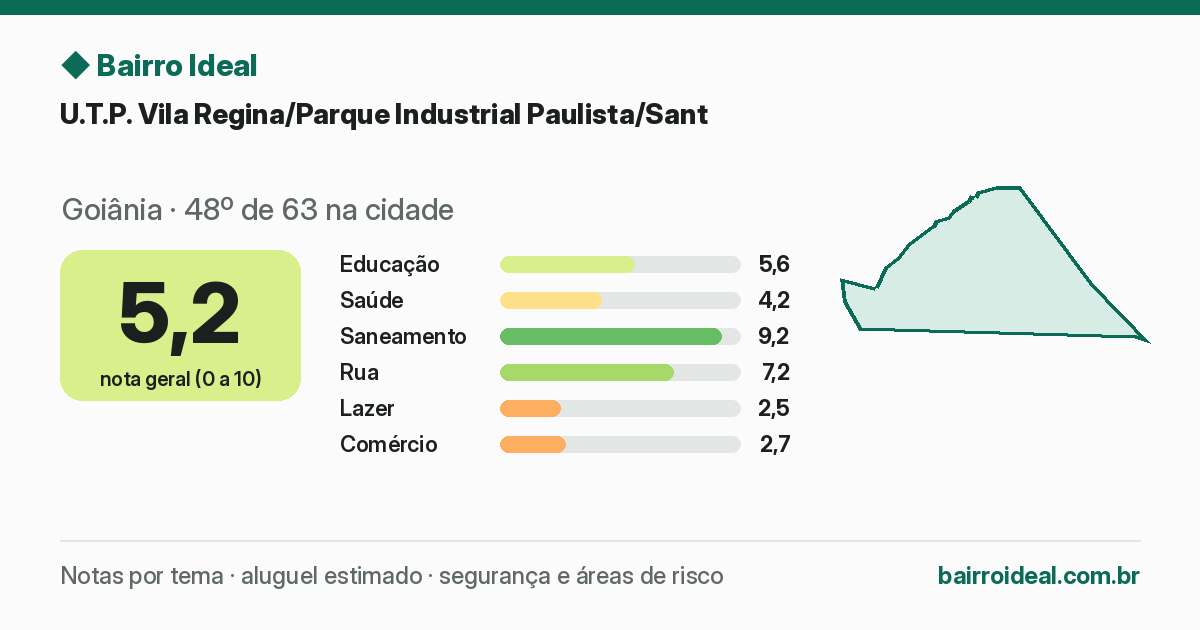 Bairro Ideal
U.T.P. Vila Regina/Parque Industrial Paulista/Sant
Goiânia · 48º de 63 na cidade
5,2
nota geral (0 a 10)
Educação 5,6
Saúde 4,2
Saneamento 9,2
Rua 7,2
Lazer 2,5
Comércio 2,7
Notas por tema · aluguel estimado · segurança e áreas de risco
bairroideal.com.br